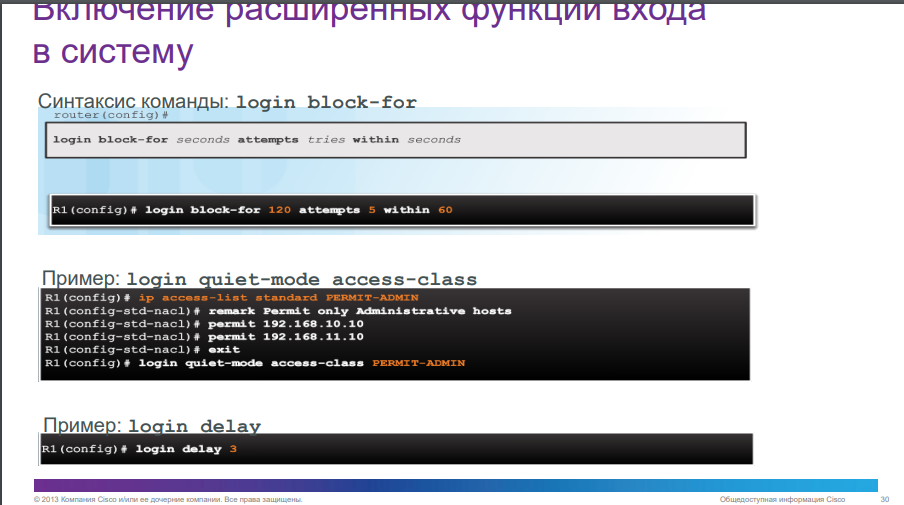 Включение расширенных функций входа
в систему
Синтаксис команды: login block-for
router(config)#
login block-for seconds attempts tries within seconds
R1(config)# login block-for 120 attempts 5 within 60
Пример: login quiet-mode access-class
R1(config)# ip access-list standard PERMIT-ADMIN
R1(config-std-nacl)# remark Permit only Administrative hosts
R1(config-std-nacl)# permit 192.168.10.10
R1(config-std-nacl)# permit 192.168.11.10
R1(config-std-nacl)# exit
R1(config)# login quiet-mode access-class PERMIT-ADMIN
Пример: login delay
R1(config)# login delay 3
© 2013 Компания Cisco и/или ее дочерние компании. Все права защищены.
Общедоступная информация Cisco
30